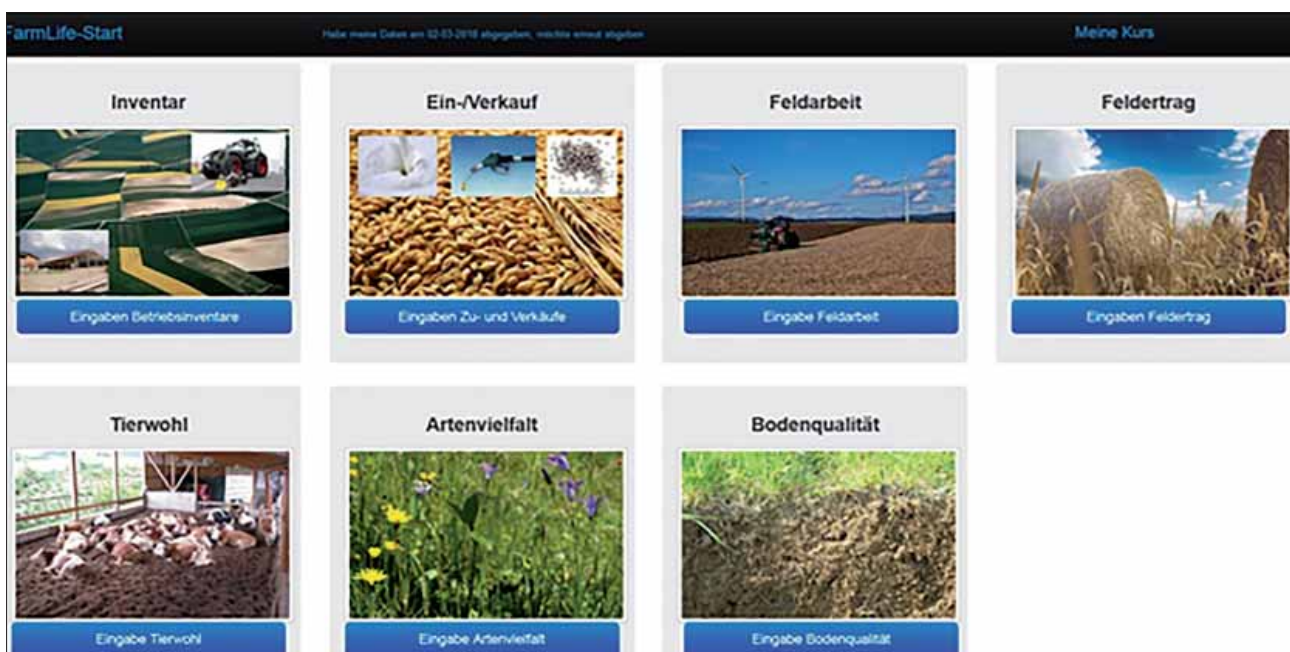 FarmLife-Start
Habe meine Daten am 02-03-2018 abgegeben, möchte erneut abgeben
Meine Kurs
Inventar
Ein-/Verkauf
Feldarbeit
Feldertrag
Eingaben Betriebsinventare
Eingaben Zu- und Verkäufe
Eingabe Feldarbeit
Eingaben Feldertrag
Tierwohl
Artenvielfalt
Bodenqualität
Eingabe Tierwohl
Eingabe Artenvielfalt
Eingabe Bodenqualität